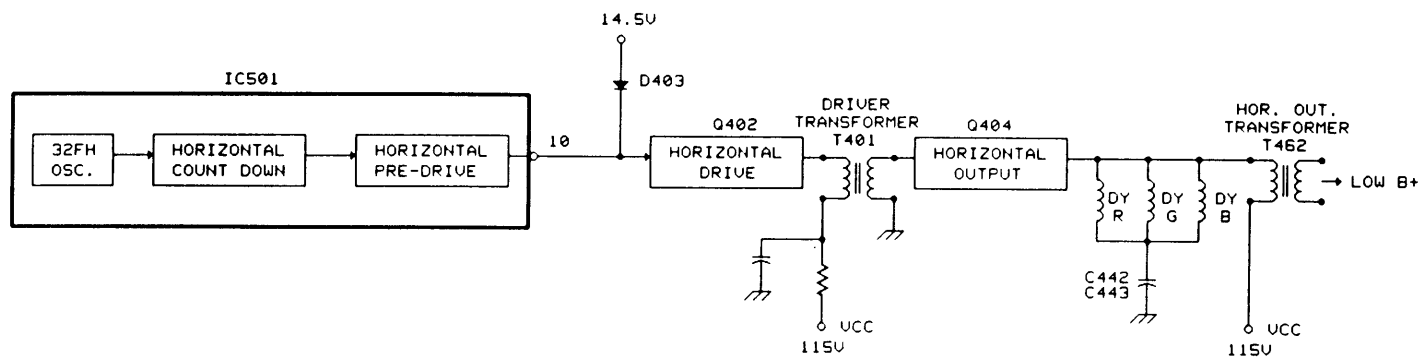 14.5V
D403
IC501
32FH
OSC.
HORIZONTAL
COUNT DOWN
HORIZONTAL
PRE-DRIVE
10
Q402
HORIZONTAL
DRIVE
DRIVER
TRANSFORMER
T401
Q404
HORIZONTAL
OUTPUT
HOR. OUT.
TRANSFORMER
T462
LOW B+
DY
R
DY
G
DY
B
C442
C443
VCC
115V
VCC
115V